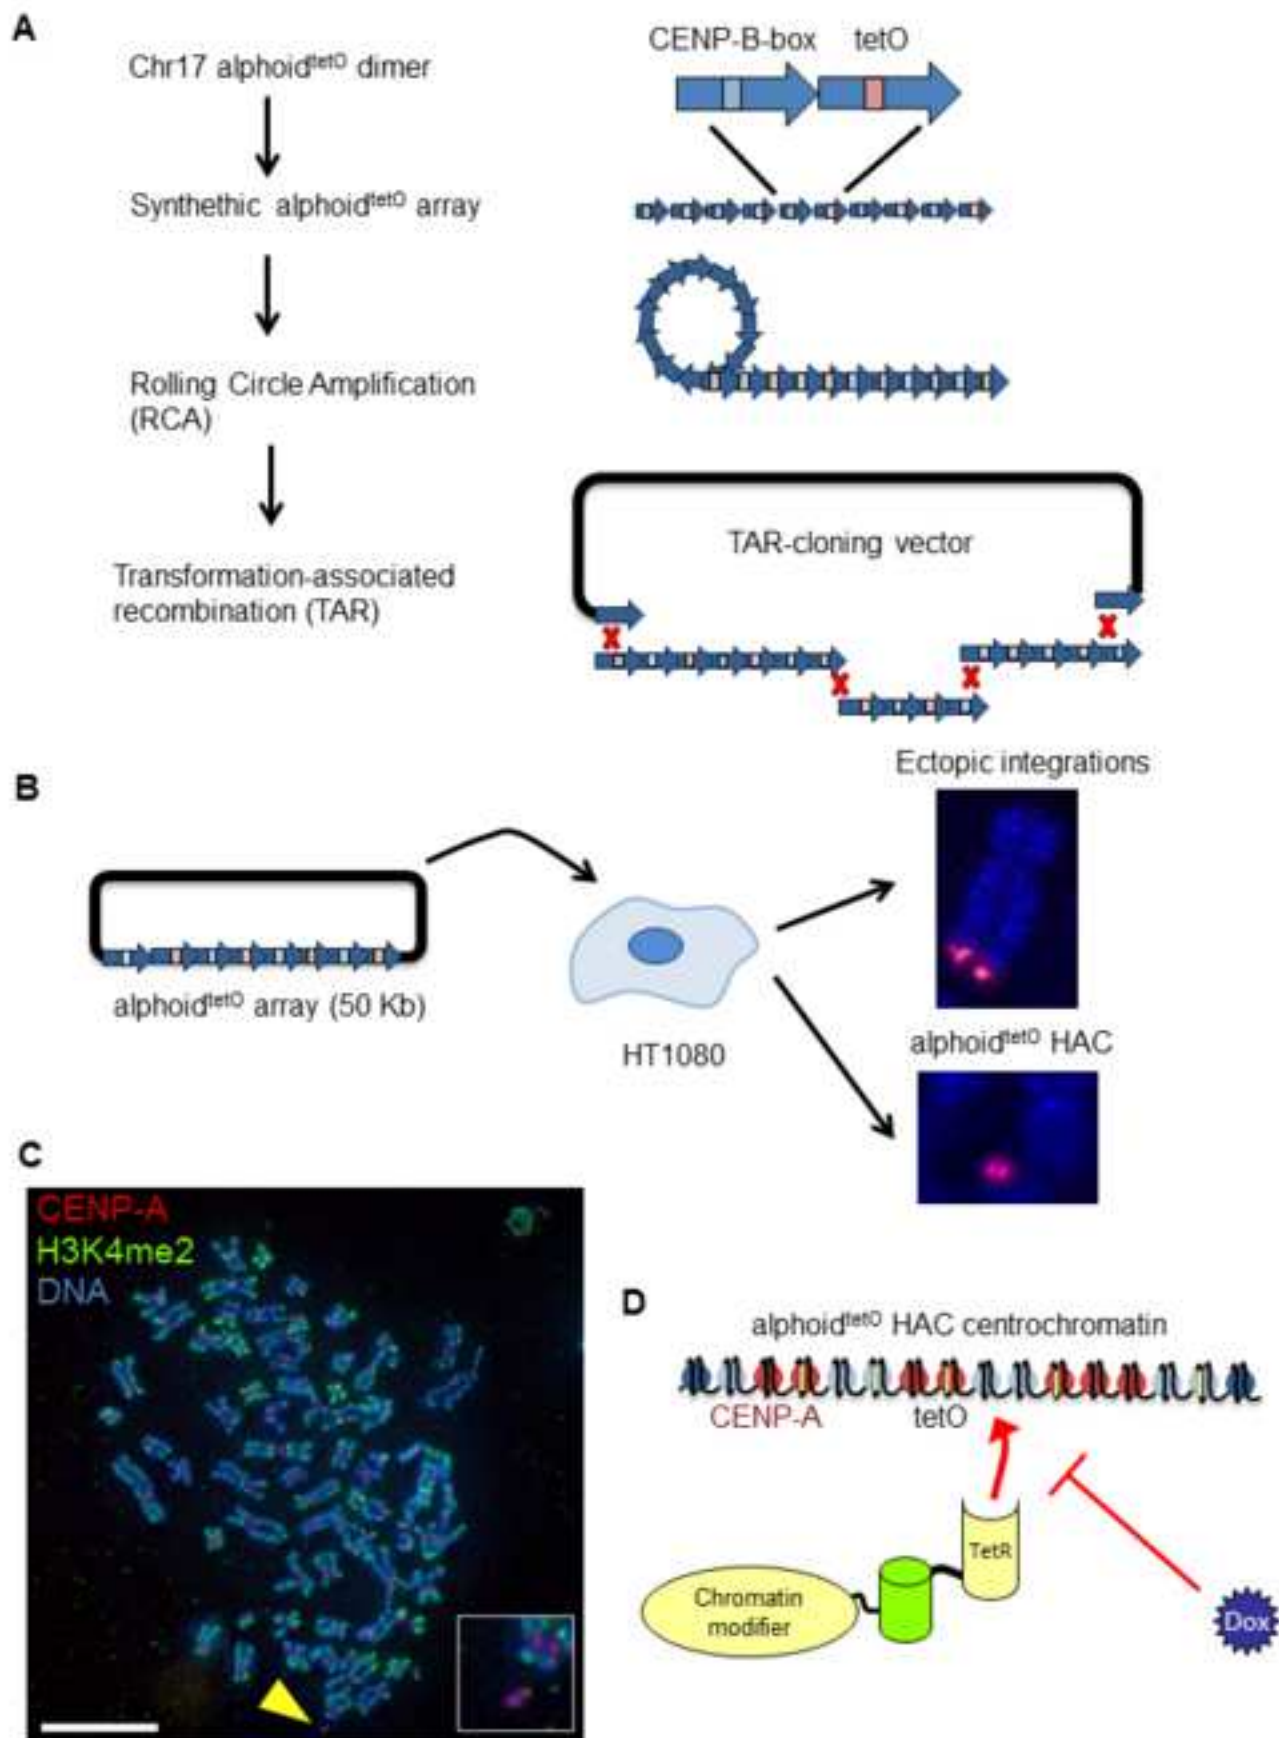 A
Chr17 alphoidtetO dimer
CENP-B-box tetO
Synthethic alphoidtetO array
Rolling Circle Amplification
(RCA)
TAR-cloning vector
Transformation-associated
recombination (TAR)
B
Ectopic integrations
alphoidtetO array (50 Kb)
HT1080
alphoidtetO HAC
C
CENP-A
H3K4me2
DNA
D
alphoidtetO HAC centrochromatin
CENP-A tetO
TetR
Chromatin
modifier
Dox